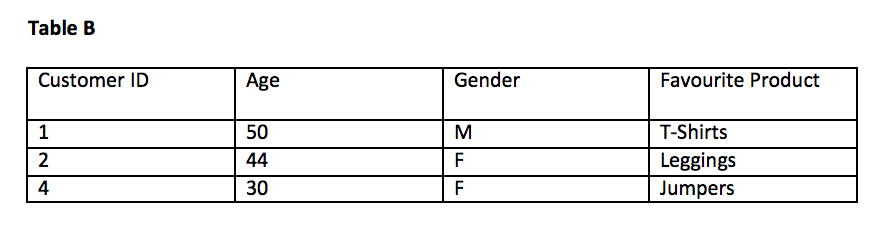 Table B
Customer ID Age Gender Favourite Product
1 50 M T-Shirts
2 44 F Leggings
4 30 F Jumpers